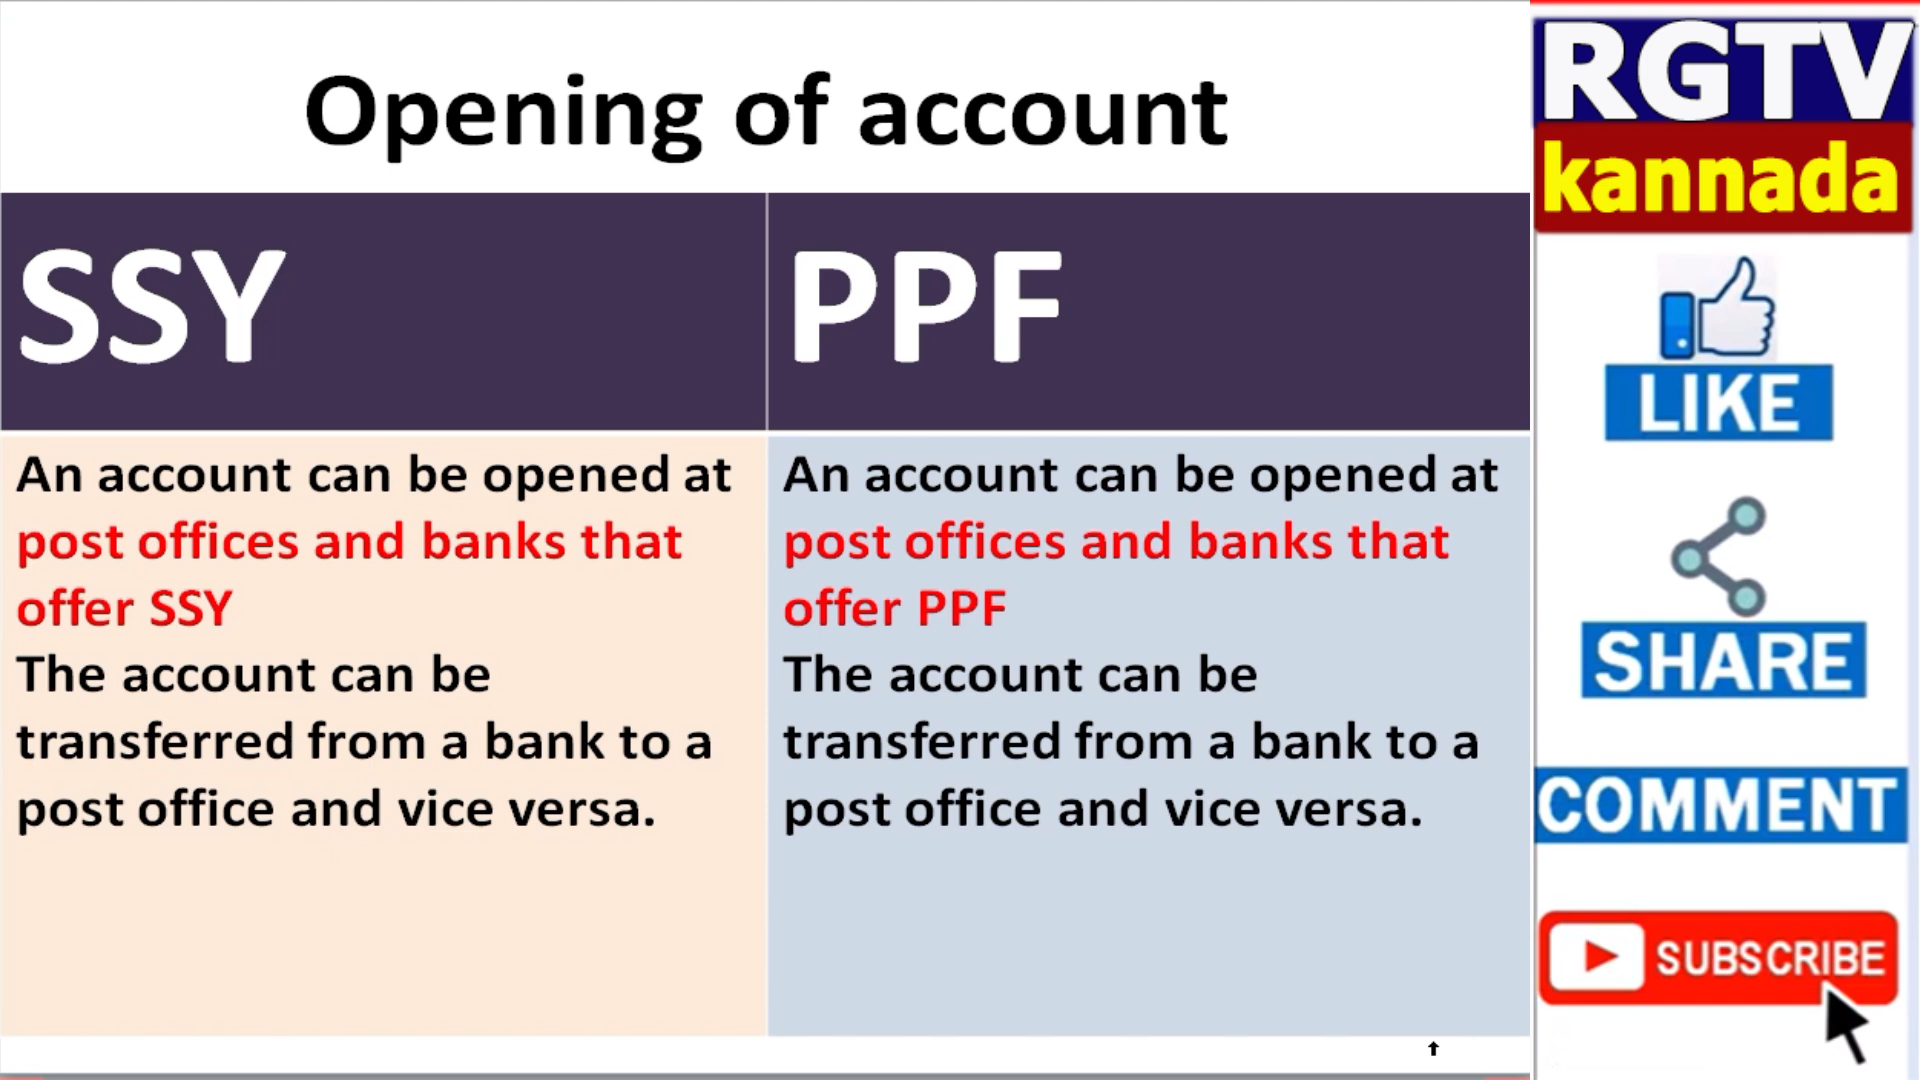 Opening of account
SSY
PPF
An account can be opened at
post offices and banks that
offer SSY
The account can be
transferred from a bank to a
post office and vice versa.
An account can be opened at
post offices and banks that
offer PPF
The account can be
transferred from a bank to a
post office and vice versa.
RGTV
kannada
LIKE
SHARE
COMMENT
SUBSCRIBE